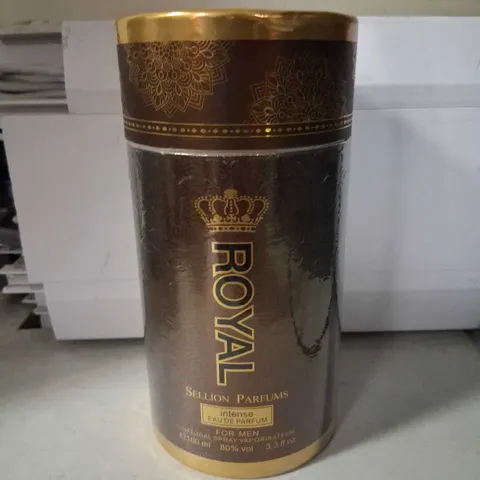 ROYAL
SELLION PARFUMS
intense
EAU DE PARFUM
FOR MEN
NATURAL SPRAY VAPORISATEUR
100 ml 80% vol 3.3 fl.oz